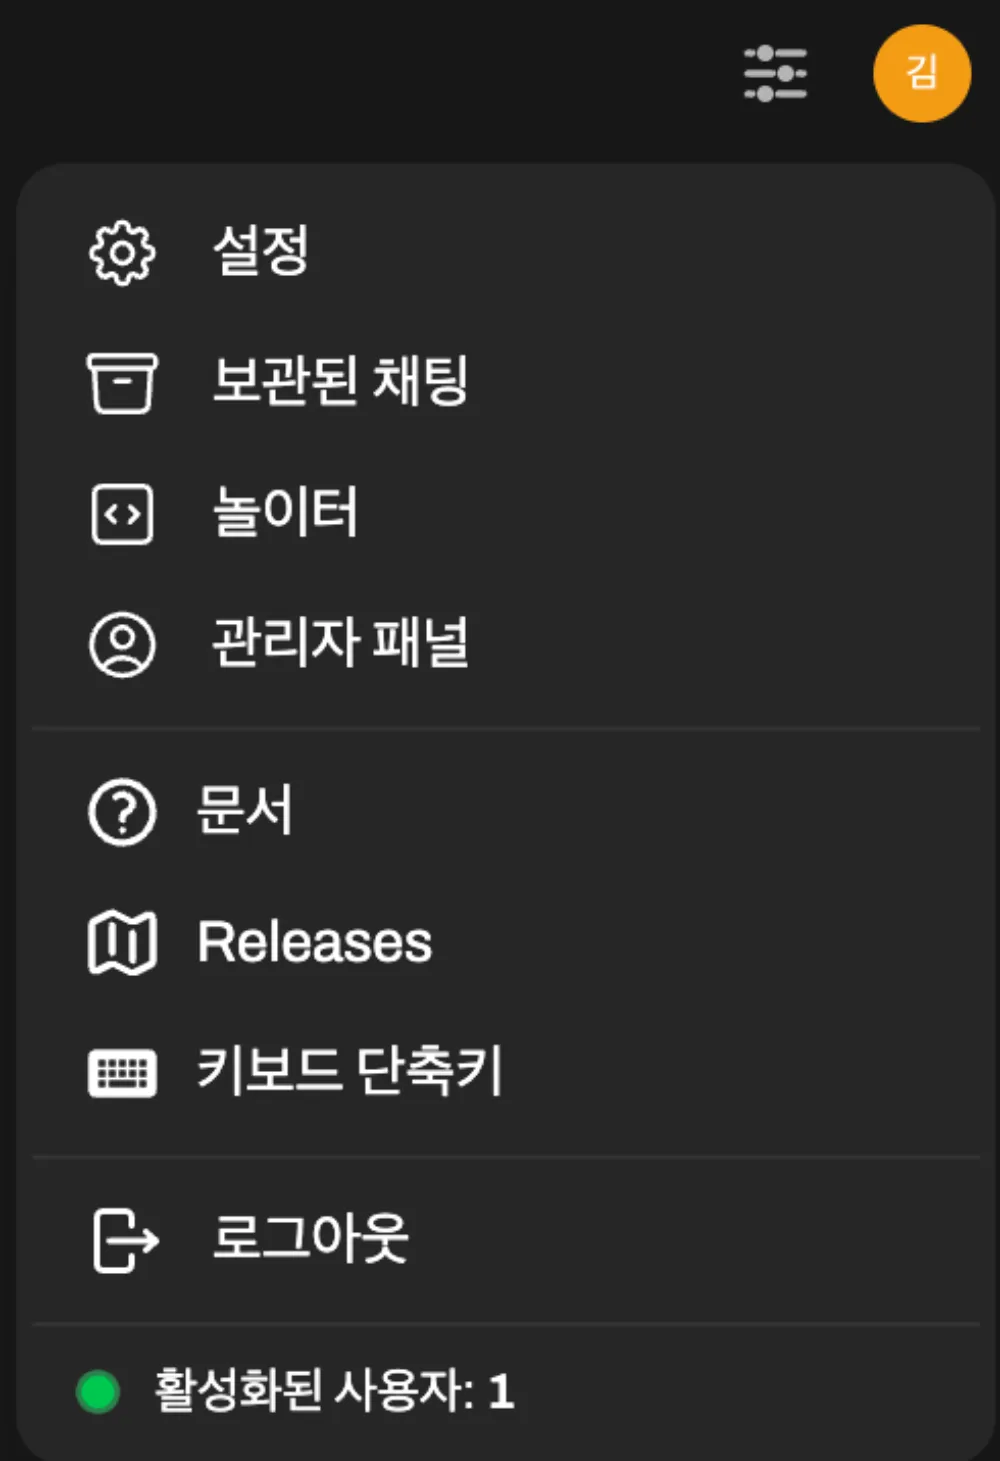 김
설정
보관된 채팅
놀이터
관리자 패널
문서
Releases
키보드 단축키
로그아웃
활성화된 사용자: 1